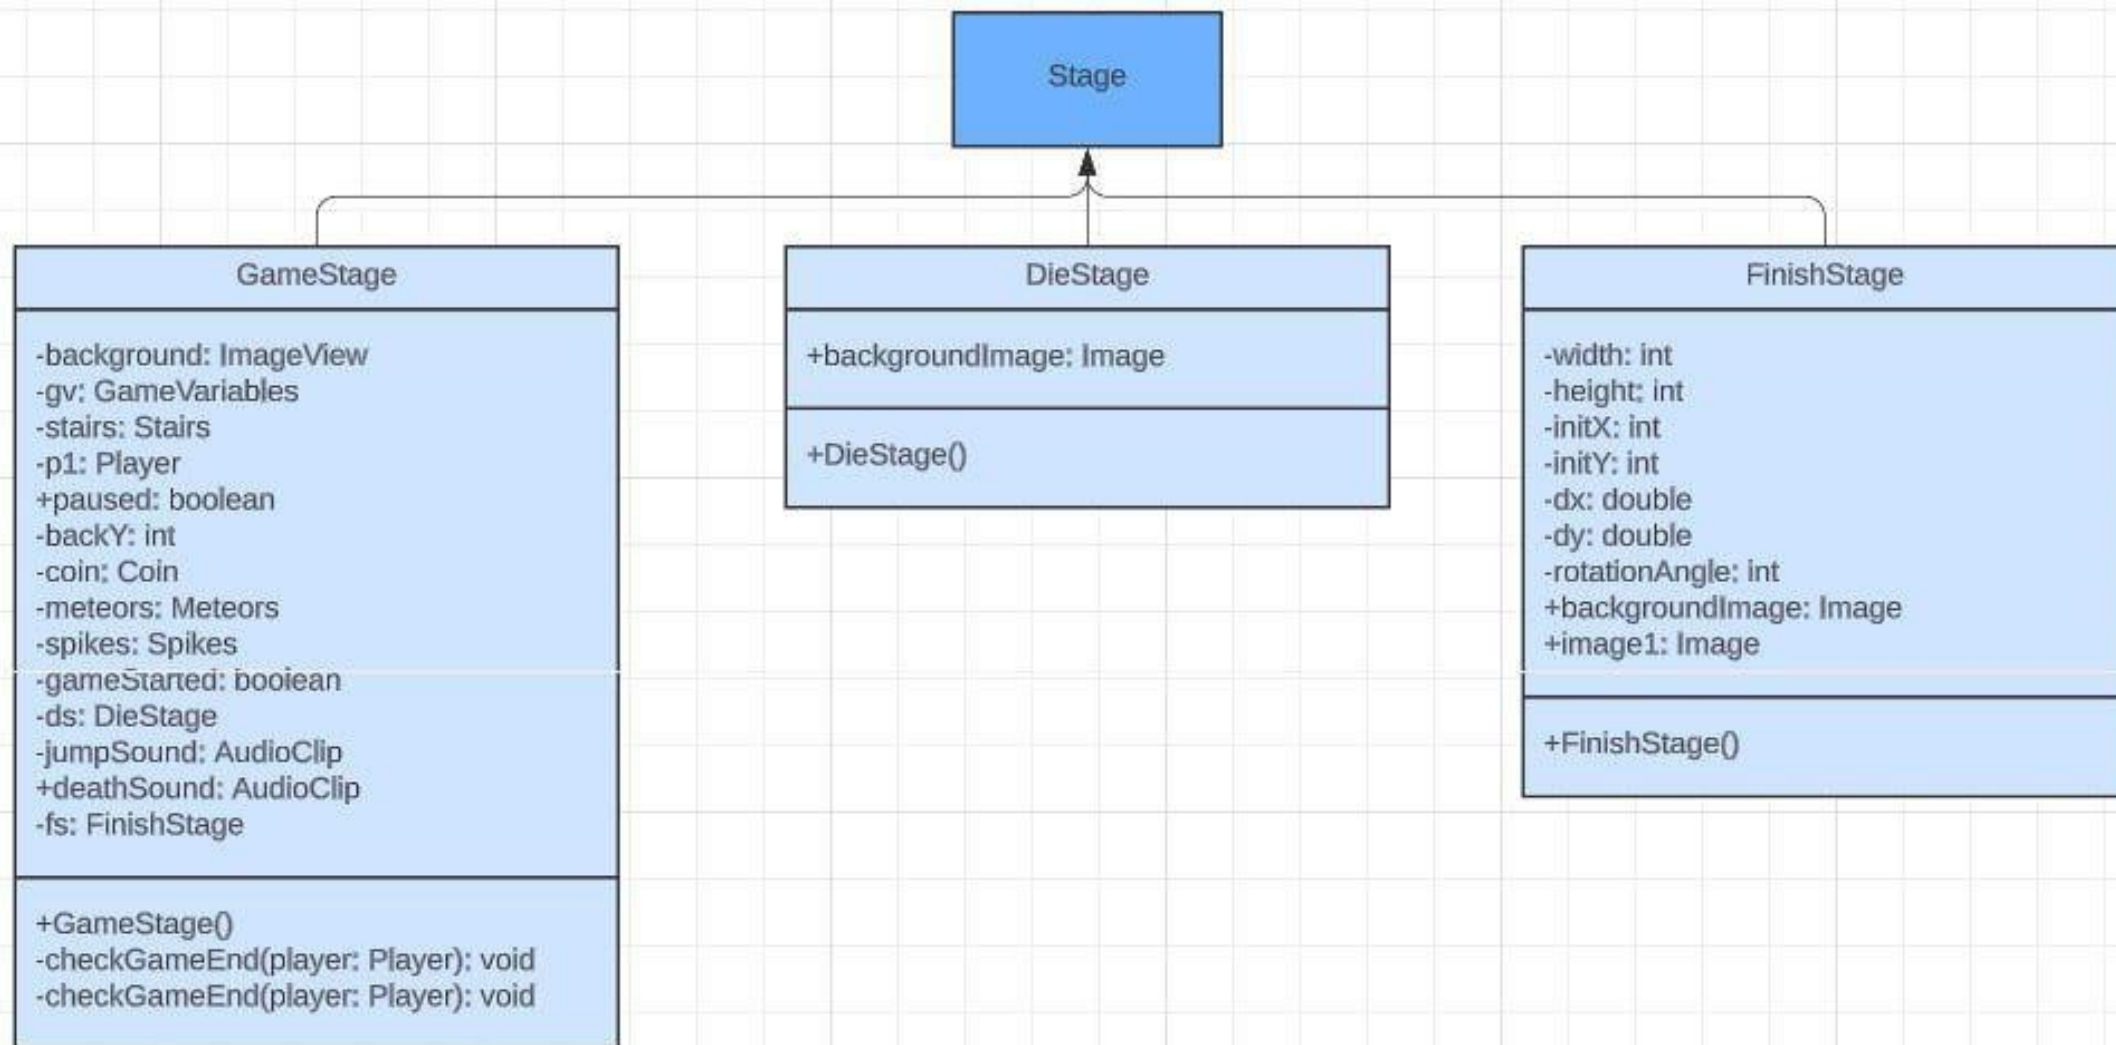 Stage
GameStage
-background: ImageView
-gv: GameVariables
-stairs: Stairs
-p1: Player
+paused: boolean
-backY: int
-coin: Coin
-meteors: Meteors
-spikes: Spikes
-gameStarted: boolean
-ds: DieStage
-jumpSound: AudioClip
+deathSound: AudioClip
-fs: FinishStage
+GameStage()
-checkGameEnd(player: Player): void
-checkGameEnd(player: Player): void
DieStage
+backgroundImage: Image
+DieStage()
FinishStage
-width: int
-height: int
-initX: int
-initY: int
-dx: double
-dy: double
-rotationAngle: int
+backgroundImage: Image
+image1: Image
+FinishStage()